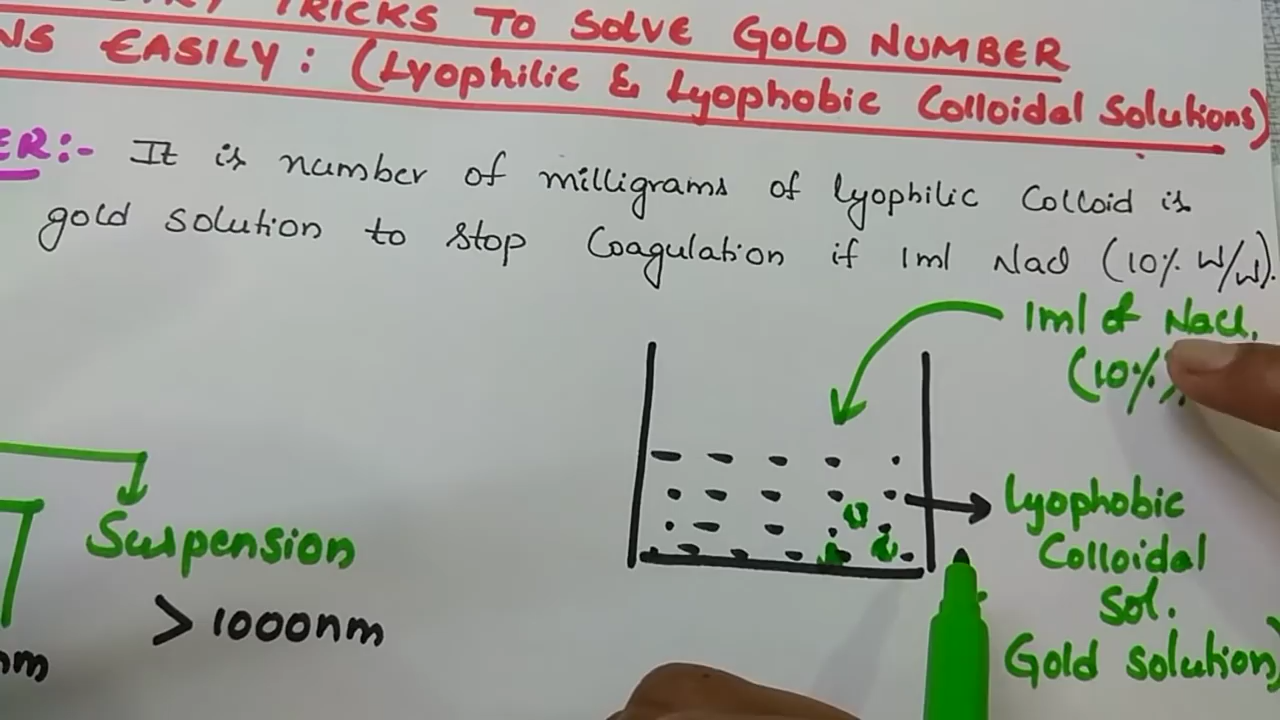 TRICKS TO SOLVE GOLD NUMBER
NS EASILY: (Lyophilic & Lyophobic Colloidal Solutions)
ER:- It is number of milligrams of lyophilic Colloid is
gold solution to stop Coagulation if 1ml NaCl (10% W/W).
1ml of NaCl.
(10%)
Lyophobic
Colloidal
Sol.
Gold solution)
Suspension
> 1000nm
nm